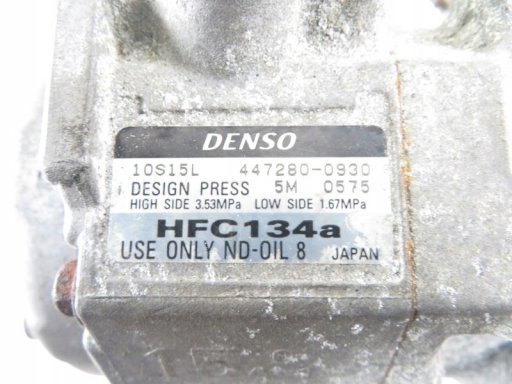 DENSO
10S15L 447280-0930
DESIGN PRESS 5M 0575
HIGH SIDE 3.53MPa LOW SIDE 1.67MPa
HFC134a
USE ONLY ND-OIL 8 JAPAN